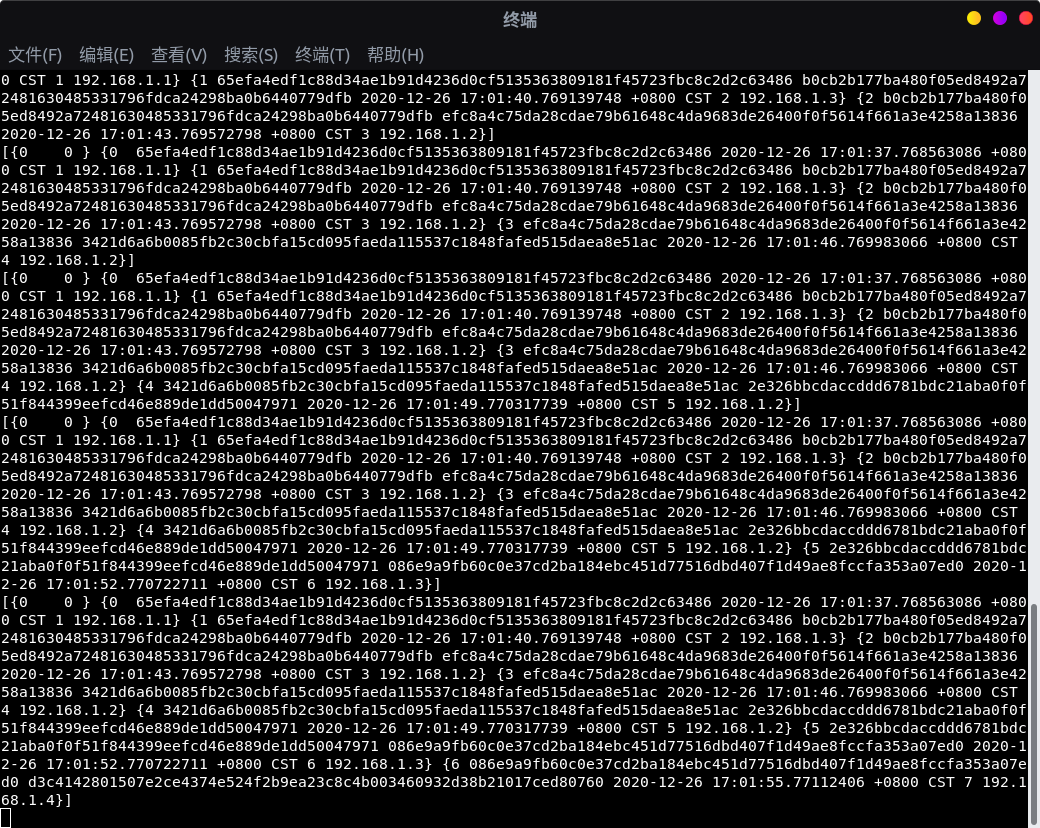 终端
文件(F) 编辑(E) 查看(V) 搜索(S) 终端(T) 帮助(H)
0 CST 1 192.168.1.1} {1 65efa4edf1c88d34ae1b91d4236d0cf5135363809181f45723fbc8c2d2c63486 b0cb2b177ba480f05ed8492a7
2481630485331796fdca24298ba0b6440779dfb 2020-12-26 17:01:40.769139748 +0800 CST 2 192.168.1.3} {2 b0cb2b177ba480f0
5ed8492a72481630485331796fdca24298ba0b6440779dfb efc8a4c75da28cdae79b61648c4da9683de26400f0f5614f661a3e4258a13836
2020-12-26 17:01:43.769572798 +0800 CST 3 192.168.1.2}]
[{0    0 } {0  65efa4edf1c88d34ae1b91d4236d0cf5135363809181f45723fbc8c2d2c63486 2020-12-26 17:01:37.768563086 +080
0 CST 1 192.168.1.1} {1 65efa4edf1c88d34ae1b91d4236d0cf5135363809181f45723fbc8c2d2c63486 b0cb2b177ba480f05ed8492a7
2481630485331796fdca24298ba0b6440779dfb 2020-12-26 17:01:40.769139748 +0800 CST 2 192.168.1.3} {2 b0cb2b177ba480f0
5ed8492a72481630485331796fdca24298ba0b6440779dfb efc8a4c75da28cdae79b61648c4da9683de26400f0f5614f661a3e4258a13836
2020-12-26 17:01:43.769572798 +0800 CST 3 192.168.1.2} {3 efc8a4c75da28cdae79b61648c4da9683de26400f0f5614f661a3e42
58a13836 3421d6a6b0085fb2c30cbfa15cd095faeda115537c1848fafed515daea8e51ac 2020-12-26 17:01:46.769983066 +0800 CST
4 192.168.1.2}]
[{0    0 } {0  65efa4edf1c88d34ae1b91d4236d0cf5135363809181f45723fbc8c2d2c63486 2020-12-26 17:01:37.768563086 +080
0 CST 1 192.168.1.1} {1 65efa4edf1c88d34ae1b91d4236d0cf5135363809181f45723fbc8c2d2c63486 b0cb2b177ba480f05ed8492a7
2481630485331796fdca24298ba0b6440779dfb 2020-12-26 17:01:40.769139748 +0800 CST 2 192.168.1.3} {2 b0cb2b177ba480f0
5ed8492a72481630485331796fdca24298ba0b6440779dfb efc8a4c75da28cdae79b61648c4da9683de26400f0f5614f661a3e4258a13836
2020-12-26 17:01:43.769572798 +0800 CST 3 192.168.1.2} {3 efc8a4c75da28cdae79b61648c4da9683de26400f0f5614f661a3e42
58a13836 3421d6a6b0085fb2c30cbfa15cd095faeda115537c1848fafed515daea8e51ac 2020-12-26 17:01:46.769983066 +0800 CST
4 192.168.1.2} {4 3421d6a6b0085fb2c30cbfa15cd095faeda115537c1848fafed515daea8e51ac 2e326bbcdaccddd6781bdc21aba0f0f
51f844399eefcd46e889de1dd50047971 2020-12-26 17:01:49.770317739 +0800 CST 5 192.168.1.2}]
[{0    0 } {0  65efa4edf1c88d34ae1b91d4236d0cf5135363809181f45723fbc8c2d2c63486 2020-12-26 17:01:37.768563086 +080
0 CST 1 192.168.1.1} {1 65efa4edf1c88d34ae1b91d4236d0cf5135363809181f45723fbc8c2d2c63486 b0cb2b177ba480f05ed8492a7
2481630485331796fdca24298ba0b6440779dfb 2020-12-26 17:01:40.769139748 +0800 CST 2 192.168.1.3} {2 b0cb2b177ba480f0
5ed8492a72481630485331796fdca24298ba0b6440779dfb efc8a4c75da28cdae79b61648c4da9683de26400f0f5614f661a3e4258a13836
2020-12-26 17:01:43.769572798 +0800 CST 3 192.168.1.2} {3 efc8a4c75da28cdae79b61648c4da9683de26400f0f5614f661a3e42
58a13836 3421d6a6b0085fb2c30cbfa15cd095faeda115537c1848fafed515daea8e51ac 2020-12-26 17:01:46.769983066 +0800 CST
4 192.168.1.2} {4 3421d6a6b0085fb2c30cbfa15cd095faeda115537c1848fafed515daea8e51ac 2e326bbcdaccddd6781bdc21aba0f0f
51f844399eefcd46e889de1dd50047971 2020-12-26 17:01:49.770317739 +0800 CST 5 192.168.1.2} {5 2e326bbcdaccddd6781bdc
21aba0f0f51f844399eefcd46e889de1dd50047971 086e9a9fb60c0e37cd2ba184ebc451d77516dbd407f1d49ae8fccfa353a07ed0 2020-1
2-26 17:01:52.770722711 +0800 CST 6 192.168.1.3}]
[{0    0 } {0  65efa4edf1c88d34ae1b91d4236d0cf5135363809181f45723fbc8c2d2c63486 2020-12-26 17:01:37.768563086 +080
0 CST 1 192.168.1.1} {1 65efa4edf1c88d34ae1b91d4236d0cf5135363809181f45723fbc8c2d2c63486 b0cb2b177ba480f05ed8492a7
2481630485331796fdca24298ba0b6440779dfb 2020-12-26 17:01:40.769139748 +0800 CST 2 192.168.1.3} {2 b0cb2b177ba480f0
5ed8492a72481630485331796fdca24298ba0b6440779dfb efc8a4c75da28cdae79b61648c4da9683de26400f0f5614f661a3e4258a13836
2020-12-26 17:01:43.769572798 +0800 CST 3 192.168.1.2} {3 efc8a4c75da28cdae79b61648c4da9683de26400f0f5614f661a3e42
58a13836 3421d6a6b0085fb2c30cbfa15cd095faeda115537c1848fafed515daea8e51ac 2020-12-26 17:01:46.769983066 +0800 CST
4 192.168.1.2} {4 3421d6a6b0085fb2c30cbfa15cd095faeda115537c1848fafed515daea8e51ac 2e326bbcdaccddd6781bdc21aba0f0f
51f844399eefcd46e889de1dd50047971 2020-12-26 17:01:49.770317739 +0800 CST 5 192.168.1.2} {5 2e326bbcdaccddd6781bdc
21aba0f0f51f844399eefcd46e889de1dd50047971 086e9a9fb60c0e37cd2ba184ebc451d77516dbd407f1d49ae8fccfa353a07ed0 2020-1
2-26 17:01:52.770722711 +0800 CST 6 192.168.1.3} {6 086e9a9fb60c0e37cd2ba184ebc451d77516dbd407f1d49ae8fccfa353a07e
d0 d3c4142801507e2ce4374e524f2b9ea23c8c4b003460932d38b21017ced80760 2020-12-26 17:01:55.77112406 +0800 CST 7 192.1
68.1.4}]